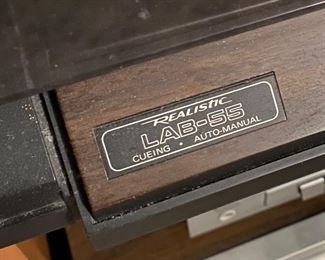 REALISTIC
LAB-55
CUEING • AUTO-MANUAL